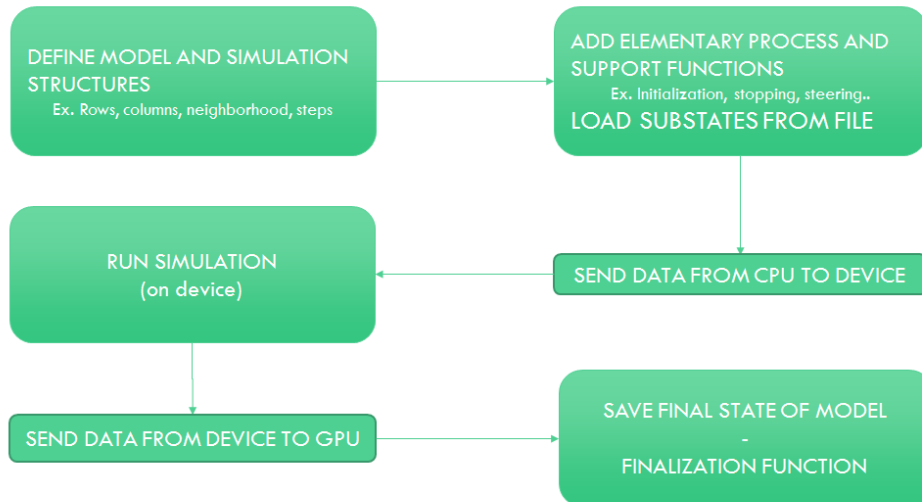 DEFINE MODEL AND SIMULATION
STRUCTURES
Ex. Rows, columns, neighborhood, steps
ADD ELEMENTARY PROCESS AND
SUPPORT FUNCTIONS
Ex. Initialization, stopping, steering..
LOAD SUBSTATES FROM FILE
SEND DATA FROM CPU TO DEVICE
RUN SIMULATION
(on device)
SEND DATA FROM DEVICE TO GPU
SAVE FINAL STATE OF MODEL
-
FINALIZATION FUNCTION